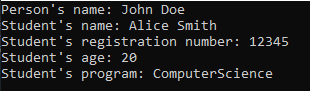 Person's name: John Doe
Student's name: Alice Smith
Student's registration number: 12345
Student's age: 20
Student's program: ComputerScience